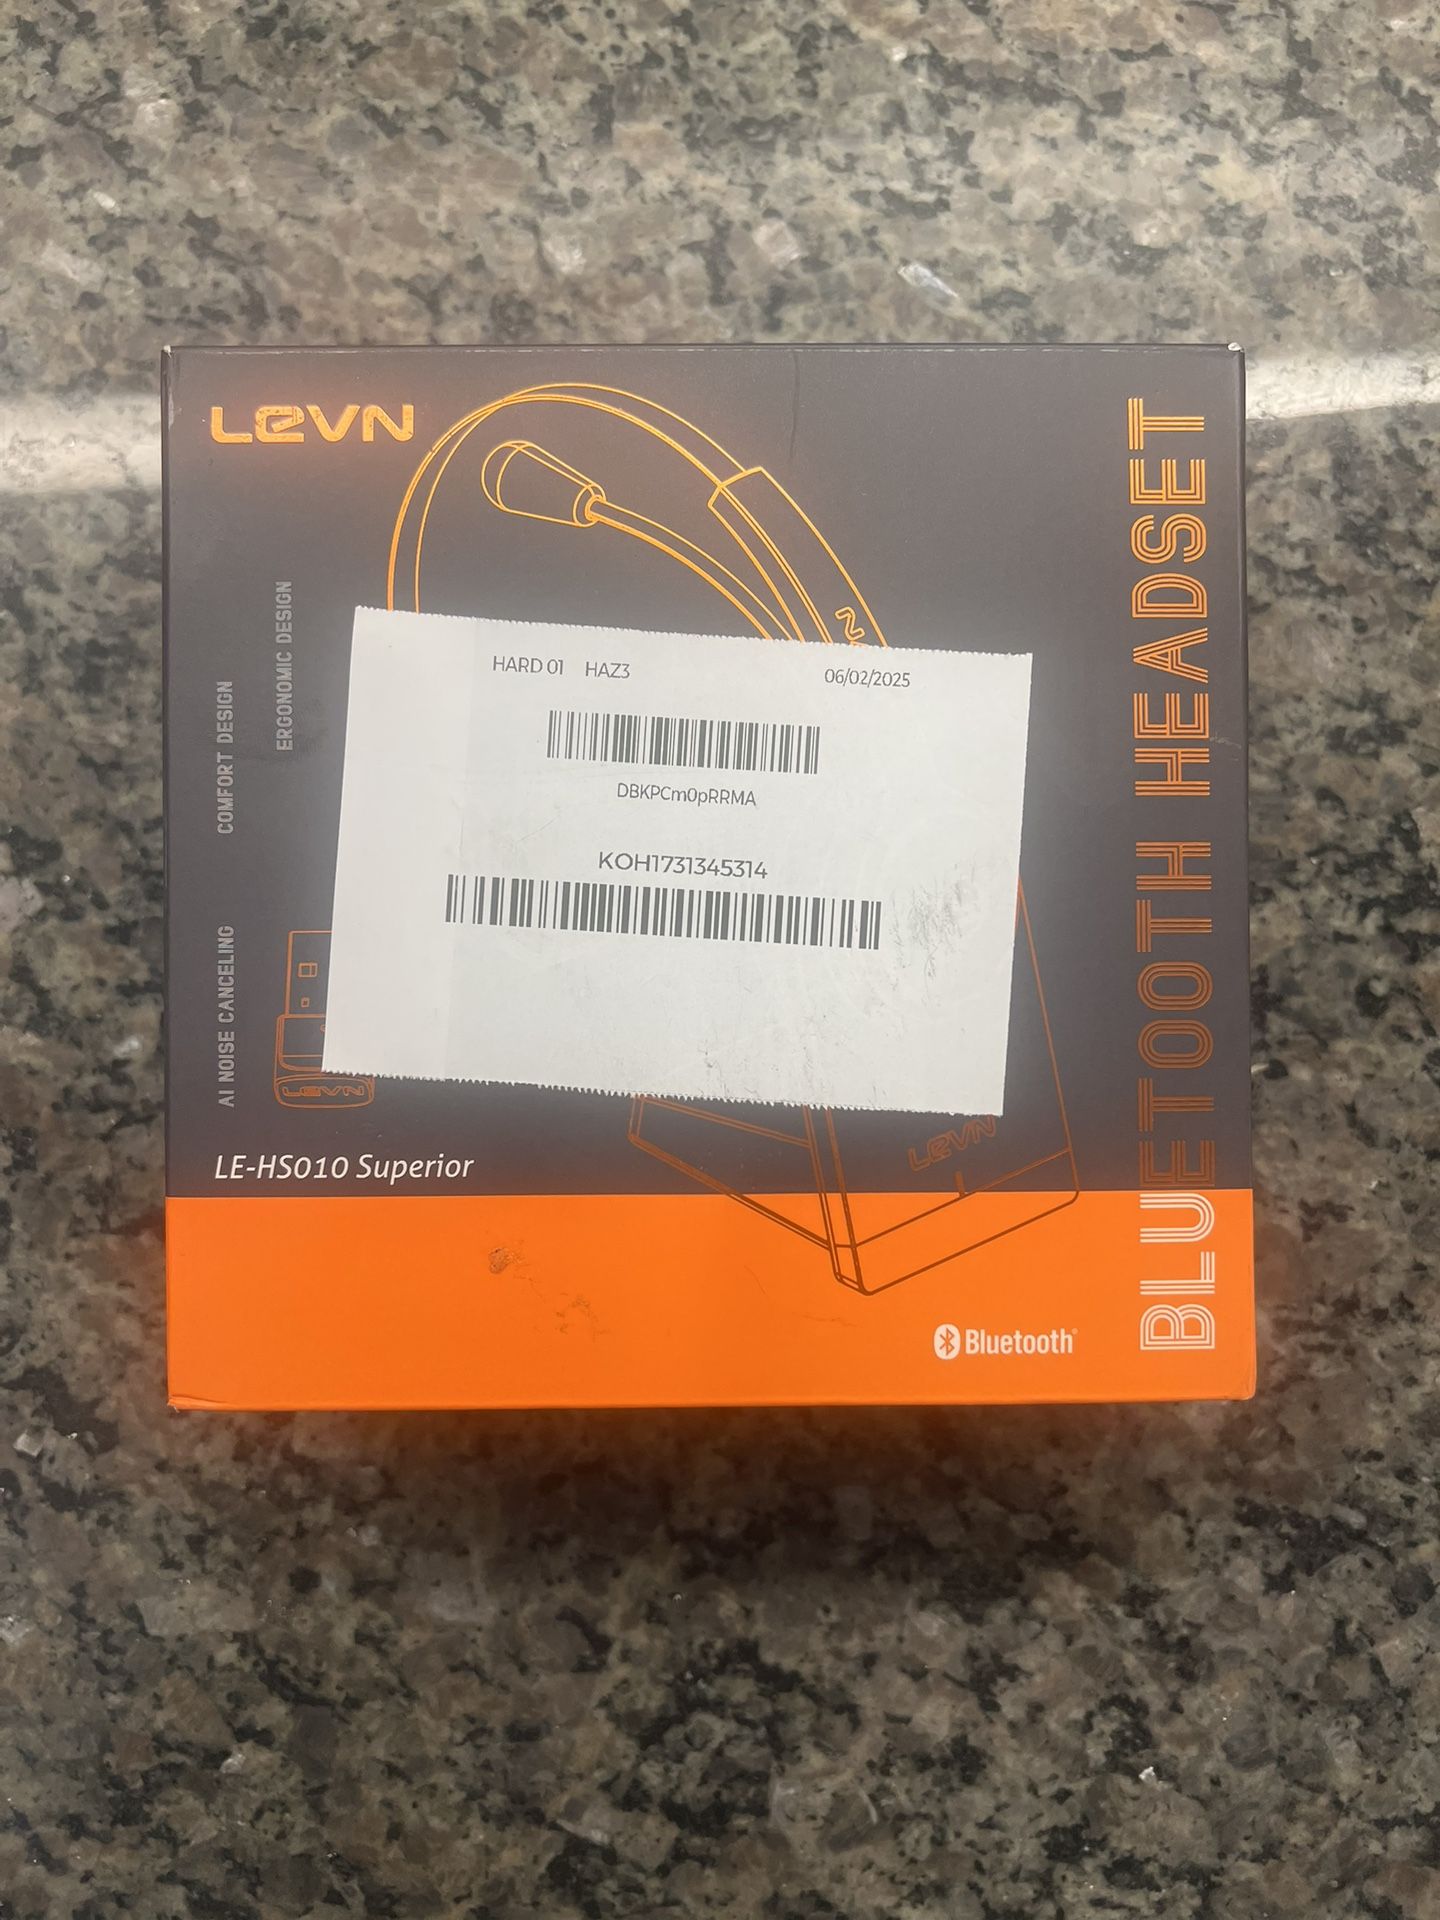 LEVN
ERGONOMIC DESIGN
COMFORT DESIGN
AI NOISE CANCELING
BLUETOOTH HEADSET
N
HARD 01 HAZ3 06/02/2025
DBKPCm0pRRMA
KOH1731345314
LEVN
LEVN
LE-HS010 Superior
Bluetooth®